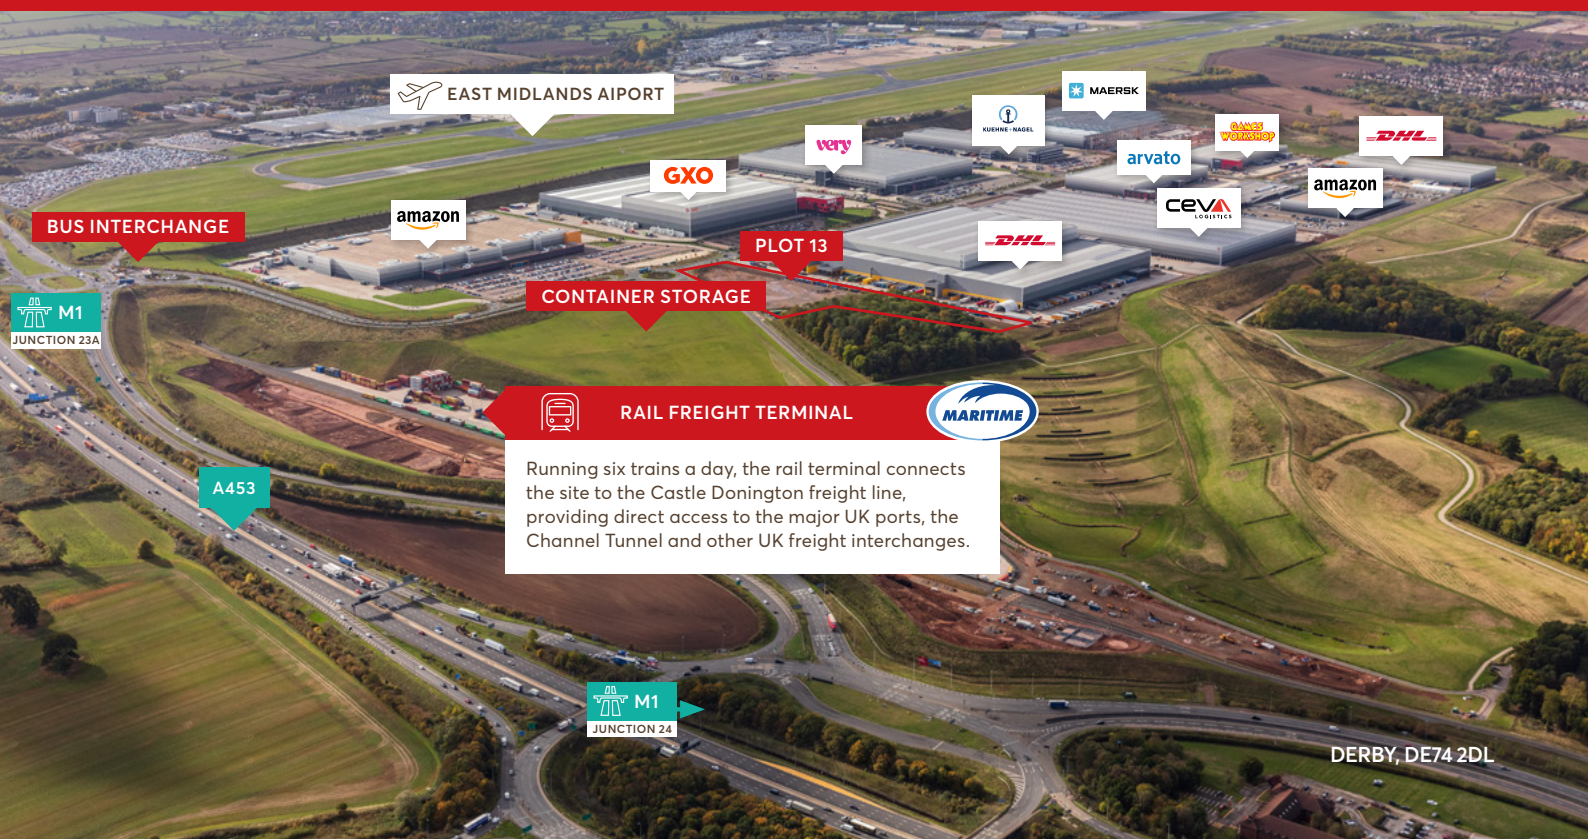 EAST MIDLANDS AIPORT
MAERSK
KUEHNE+NAGEL
GAMES
WORKSHOP
DHL
very
arvato
GXO
amazon
CEVA
LOGISTICS
amazon
BUS INTERCHANGE
PLOT 13
DHL
CONTAINER STORAGE
M1
JUNCTION 23A
RAIL FREIGHT TERMINAL
MARITIME
Running six trains a day, the rail terminal connects
the site to the Castle Donington freight line,
providing direct access to the major UK ports, the
Channel Tunnel and other UK freight interchanges.
A453
M1
JUNCTION 24
DERBY, DE74 2DL